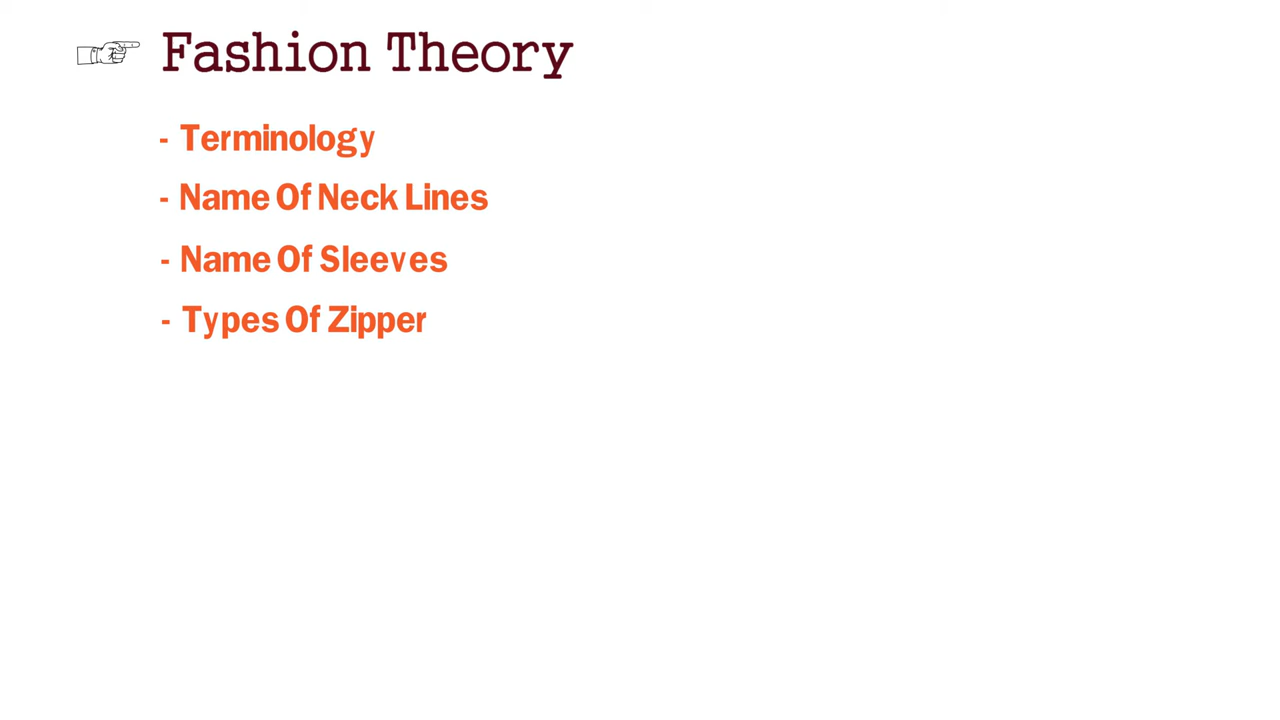 Fashion Theory
- Terminology
- Name Of Neck Lines
- Name Of Sleeves
- Types Of Zipper